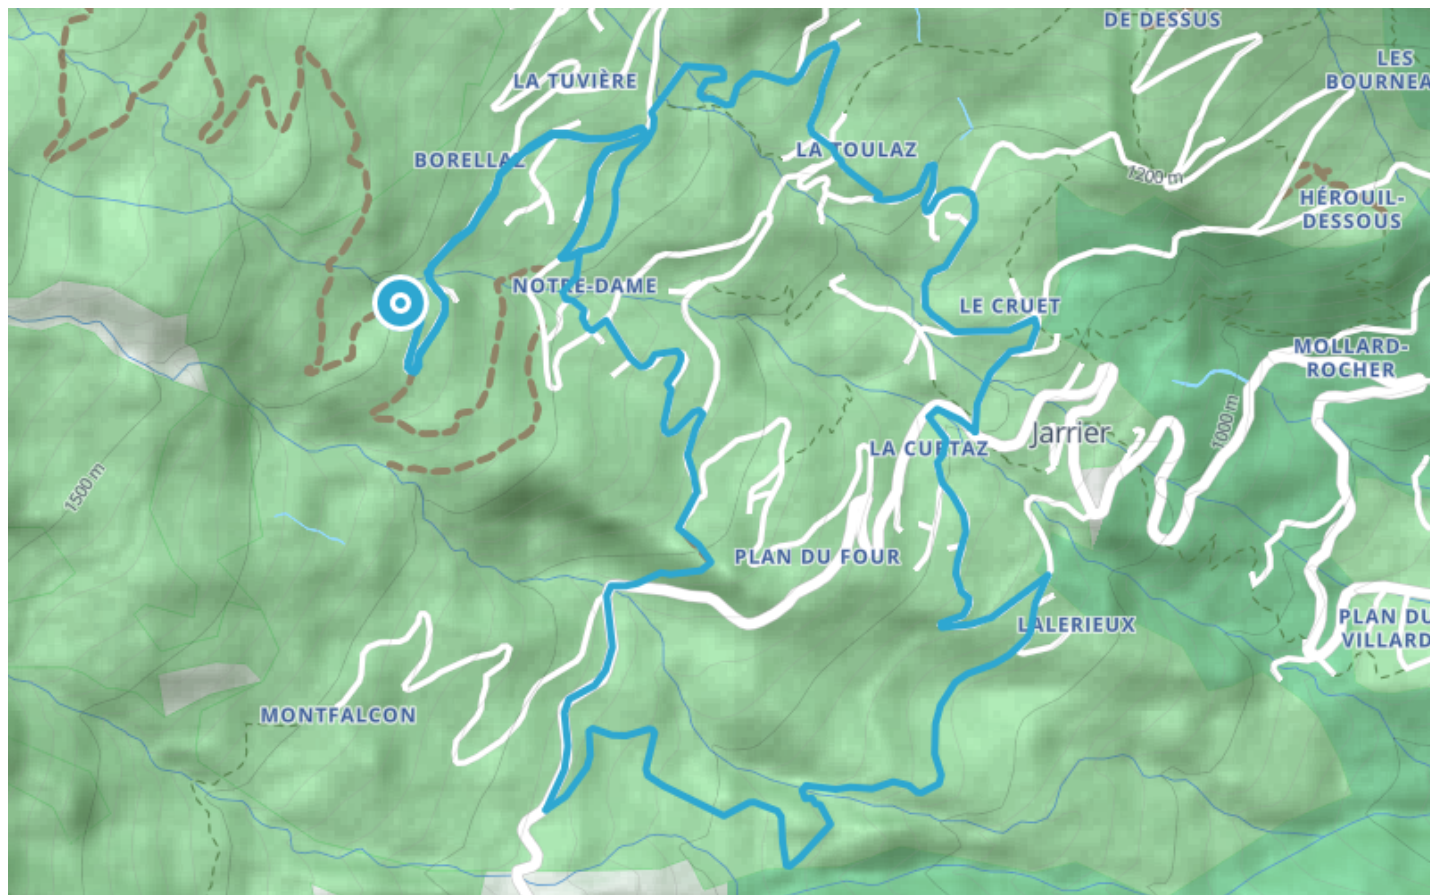 DE DESSUS
LES
BOURNEA
LA TUVIÈRE
BORELLAZ
LA TOULAZ
1200 m
HÉROUIL-
DESSOUS
NOTRE-DAME
LE CRUET
MOLLARD-
ROCHER
1000 m
Jarrier
LA CURTAZ
1500 m
PLAN DU FOUR
LALERIEUX
PLAN DU
VILLARD
MONTFALCON